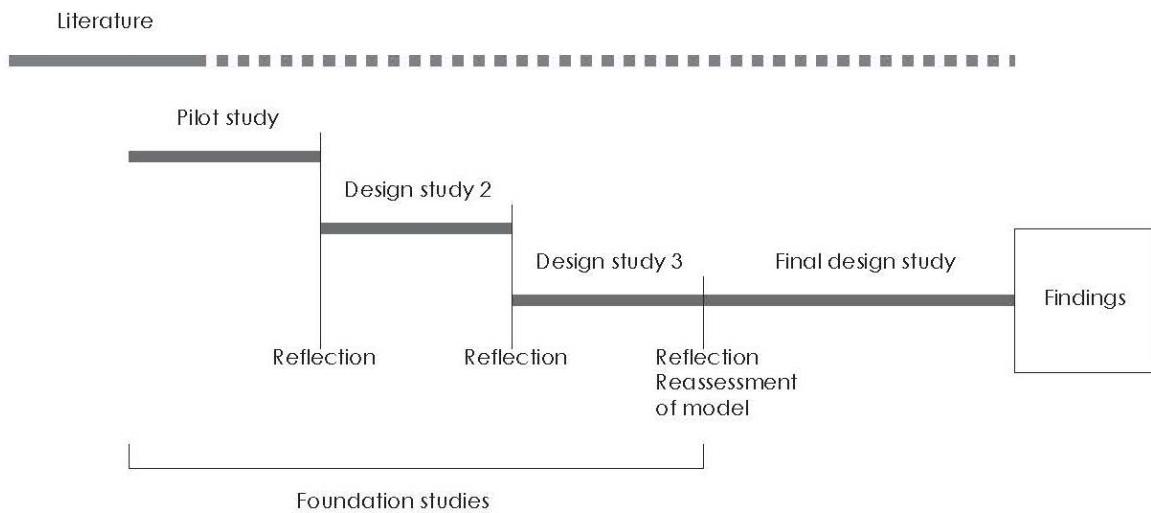 Literature
Pilot study
Design study 2
Design study 3
Final design study
Findings
Reflection
Reflection
Reflection
Reassessment
of model
Foundation studies